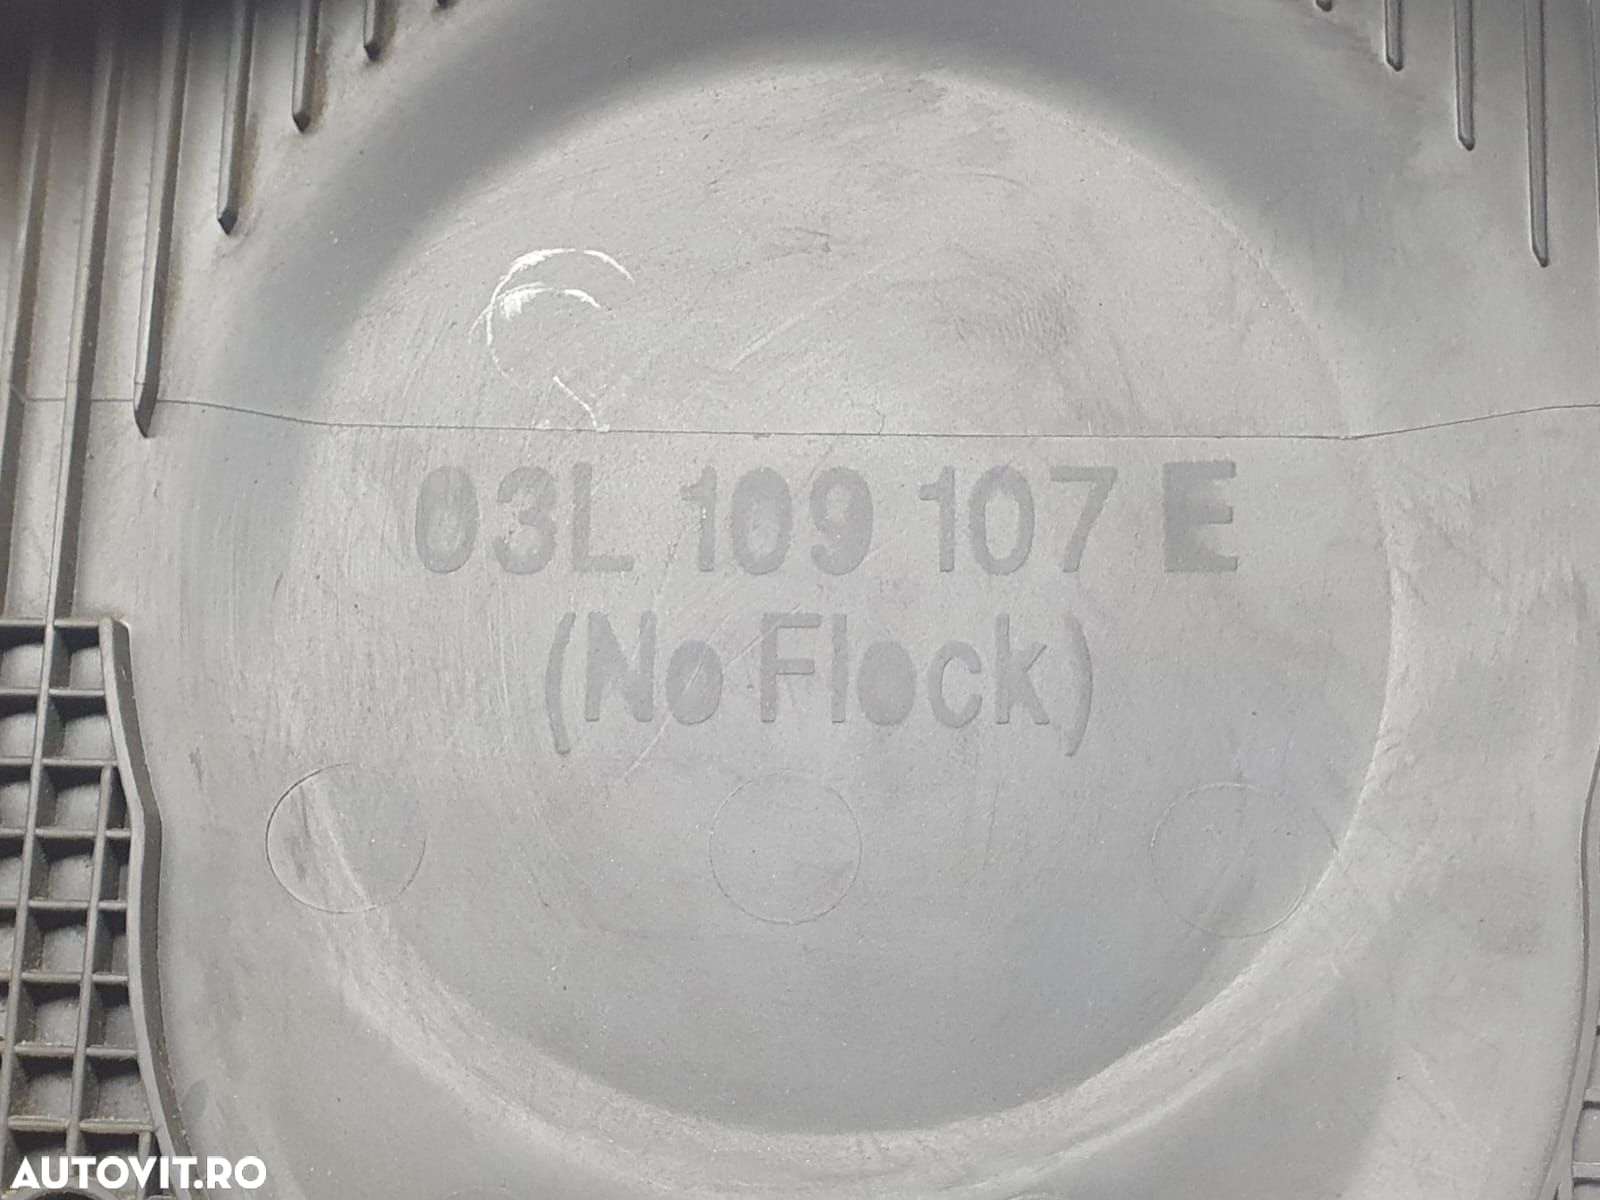 03L 109 107 E
(No Flock)
AUTOVIT.RO